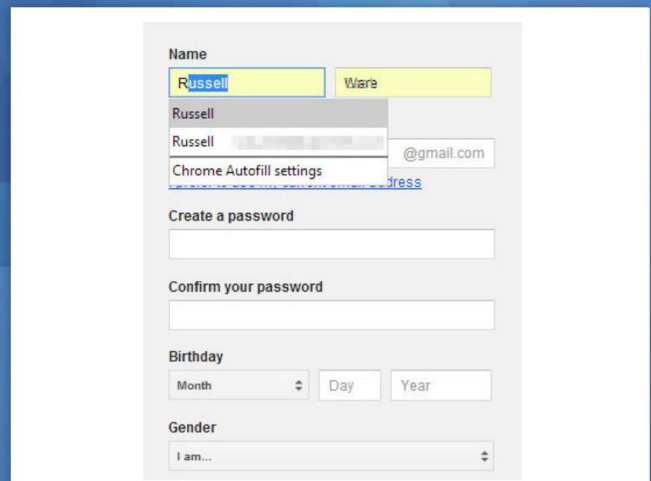 Name
Russell Ware
Russell
Russell
@gmail.com
Chrome Autofill settings
dress
Create a password
Confirm your password
Birthday
Month Day Year
Gender
I am...